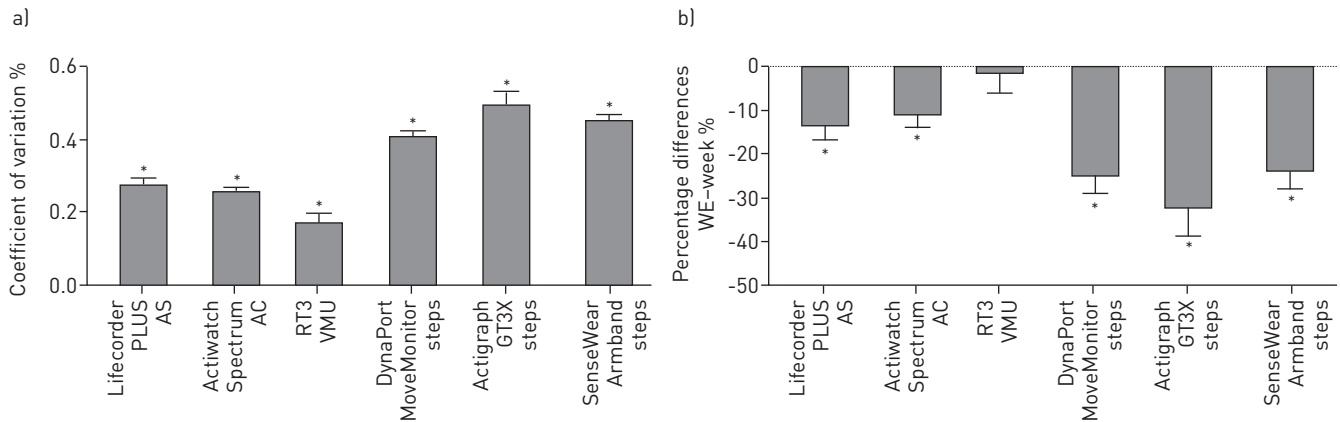 a)
Coefficient of variation %
0.6
0.4
0.2
0.0
*
*
*
*
*
*
Lifecorder
PLUS
AS
Actiwatch
Spectrum
AC
RT3
VMU
DynaPort
MoveMonitor
steps
Actigraph
GT3X
steps
SenseWear
Armband
steps
b)
Percentage differences
WE–week %
0
-10
-20
-30
-40
-50
*
*
*
*
*
Lifecorder
PLUS
AS
Actiwatch
Spectrum
AC
RT3
VMU
DynaPort
MoveMonitor
steps
Actigraph
GT3X
steps
SenseWear
Armband
steps